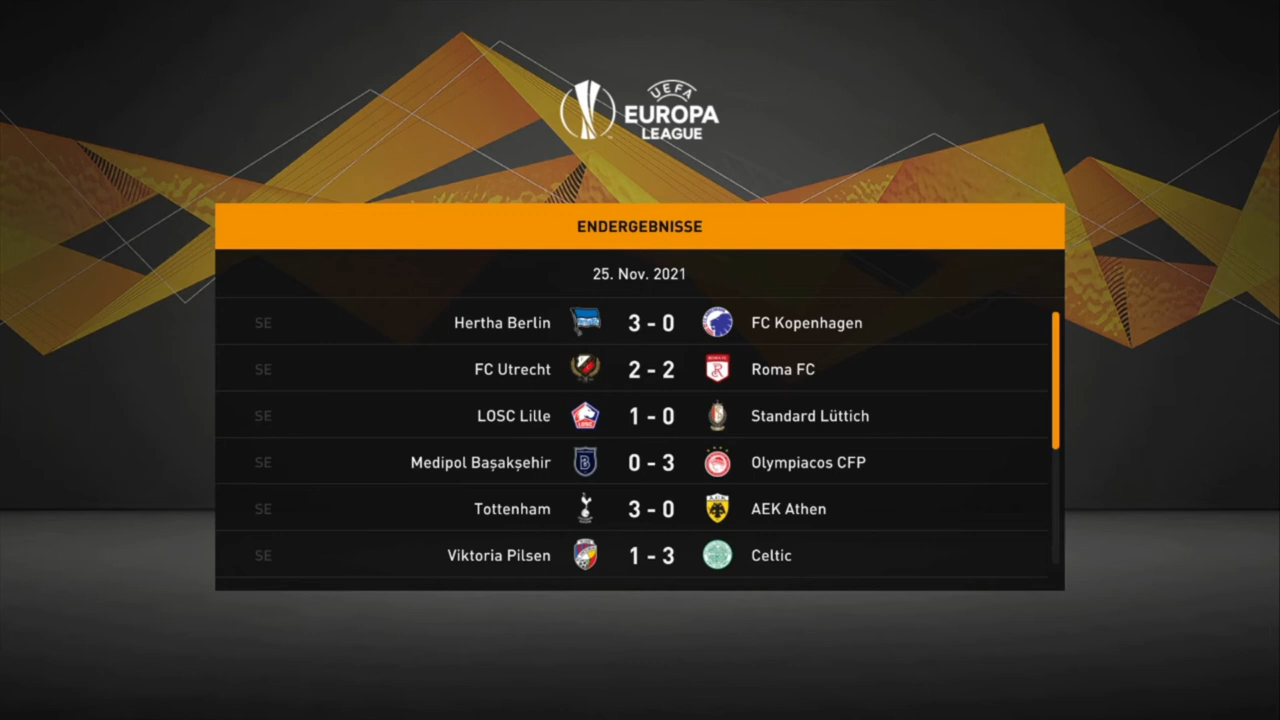 UEFA
EUROPA
LEAGUE
ENDERGEBNISSE
25. Nov. 2021
SE Hertha Berlin 3 - 0 FC Kopenhagen
SE FC Utrecht 2 - 2 Roma FC
SE LOSC Lille 1 - 0 Standard Lüttich
SE Medipol Başakşehir 0 - 3 Olympiacos CFP
SE Tottenham 3 - 0 AEK Athen
SE Viktoria Pilsen 1 - 3 Celtic